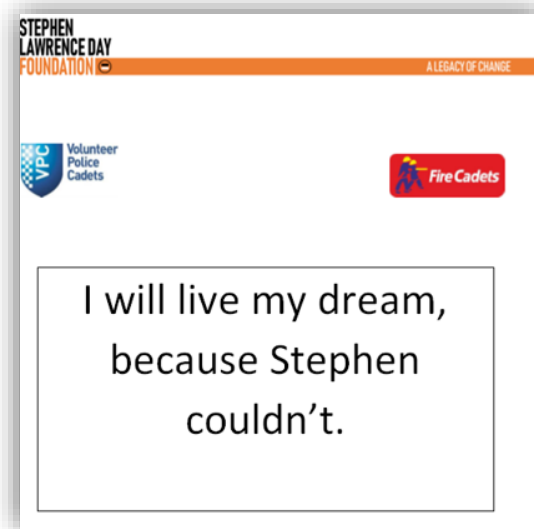 STEPHEN
LAWRENCE DAY
FOUNDATION
A LEGACY OF CHANGE
VPC
Volunteer
Police
Cadets
Fire Cadets
I will live my dream,
because Stephen
couldn’t.